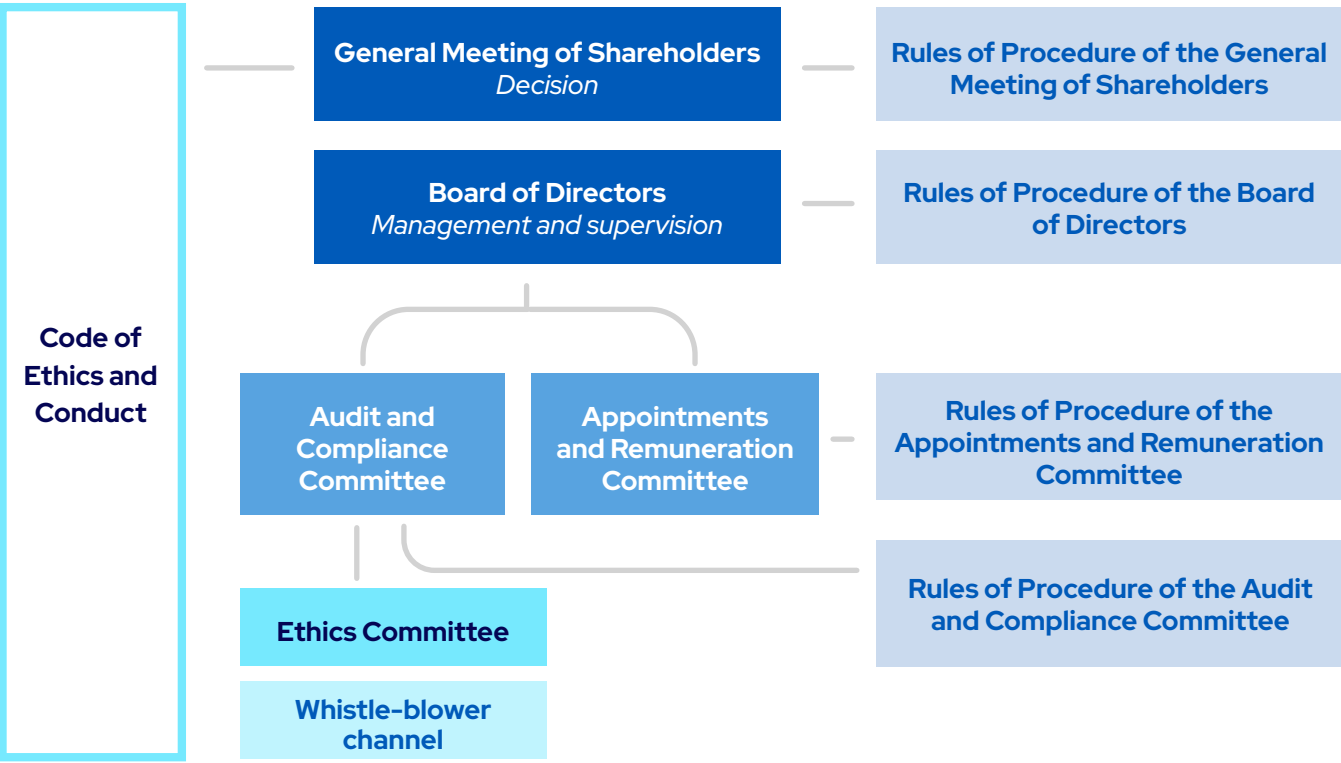 Code of
Ethics and
Conduct
General Meeting of Shareholders
Decision
Rules of Procedure of the General
Meeting of Shareholders
Board of Directors
Management and supervision
Rules of Procedure of the Board
of Directors
Audit and
Compliance
Committee
Appointments
and Remuneration
Committee
Rules of Procedure of the
Appointments and Remuneration
Committee
Rules of Procedure of the Audit
and Compliance Committee
Ethics Committee
Whistle-blower
channel